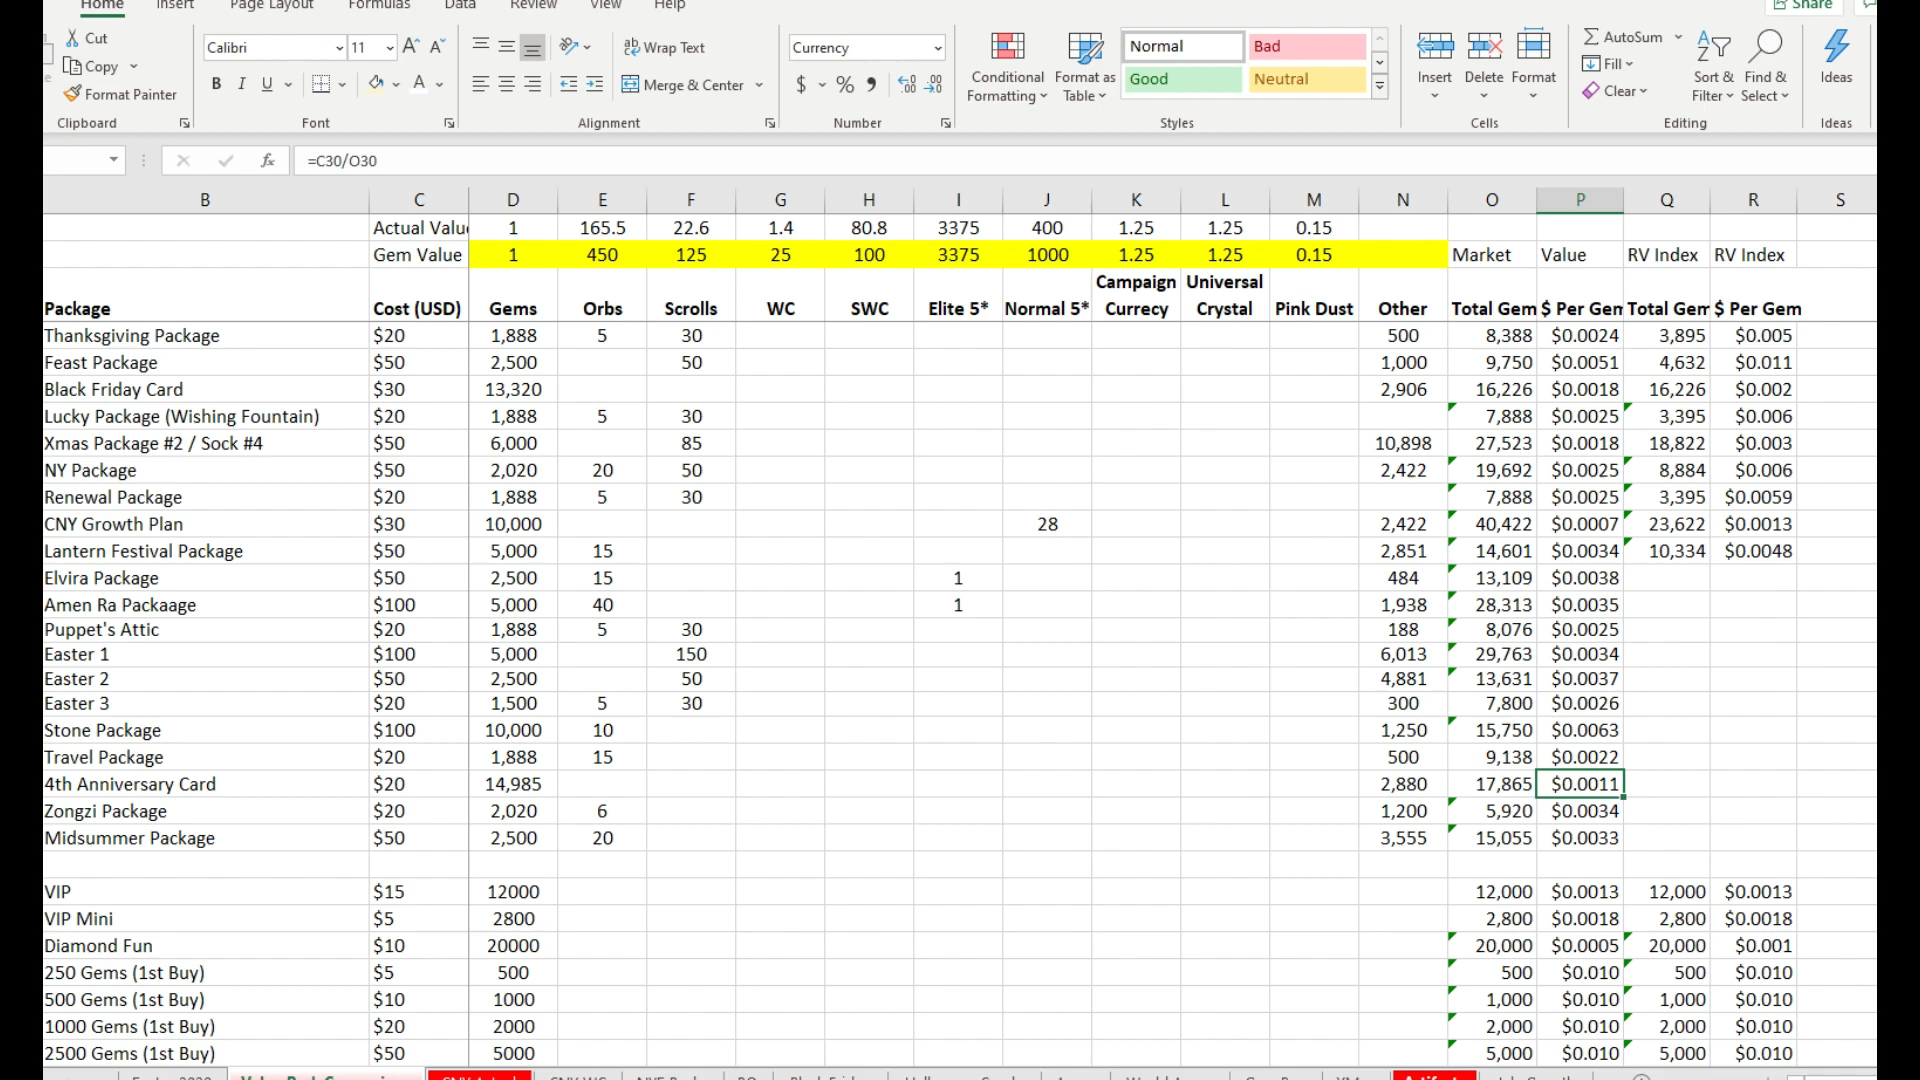 Home Insert Page Layout Formulas Data Review View Help Share
Cut
Copy
Format Painter
Clipboard
Calibri 11
B I U
Font
Wrap Text
Merge & Center
Alignment
Currency
$ % 9
Number
Conditional Formatting
Format as Table
Normal Bad
Good Neutral
Styles
Insert Delete Format
Cells
AutoSum
Fill
Clear
Sort & Filter
Find & Select
Editing
Ideas
Ideas
fx =C30/O30
B C D E F G H I J K L M N O P Q R S
Actual Valu 1 165.5 22.6 1.4 80.8 3375 400 1.25 1.25 0.15
Gem Value 1 450 125 25 100 3375 1000 1.25 1.25 0.15 Market Value RV Index RV Index
Package Cost (USD) Gems Orbs Scrolls WC SWC Elite 5* Normal 5* Campaign Currecy Universal Crystal Pink Dust Other Total Gem $ Per Gem Total Gem $ Per Gem
Thanksgiving Package $20 1,888 5 30 500 8,388 $0.0024 3,895 $0.005
Feast Package $50 2,500 50 1,000 9,750 $0.0051 4,632 $0.011
Black Friday Card $30 13,320 2,906 16,226 $0.0018 16,226 $0.002
Lucky Package (Wishing Fountain) $20 1,888 5 30 7,888 $0.0025 3,395 $0.006
Xmas Package #2 / Sock #4 $50 6,000 85 10,898 27,523 $0.0018 18,822 $0.003
NY Package $50 2,020 20 50 2,422 19,692 $0.0025 8,884 $0.006
Renewal Package $20 1,888 5 30 7,888 $0.0025 3,395 $0.0059
CNY Growth Plan $30 10,000 28 2,422 40,422 $0.0007 23,622 $0.0013
Lantern Festival Package $50 5,000 15 2,851 14,601 $0.0034 10,334 $0.0048
Elvira Package $50 2,500 15 1 484 13,109 $0.0038
Amen Ra Packaage $100 5,000 40 1 1,938 28,313 $0.0035
Puppet's Attic $20 1,888 5 30 188 8,076 $0.0025
Easter 1 $100 5,000 150 6,013 29,763 $0.0034
Easter 2 $50 2,500 50 4,881 13,631 $0.0037
Easter 3 $20 1,500 5 30 300 7,800 $0.0026
Stone Package $100 10,000 10 1,250 15,750 $0.0063
Travel Package $20 1,888 15 500 9,138 $0.0022
4th Anniversary Card $20 14,985 2,880 17,865 $0.0011
Zongzi Package $20 2,020 6 1,200 5,920 $0.0034
Midsummer Package $50 2,500 20 3,555 15,055 $0.0033
VIP $15 12000 12,000 $0.0013 12,000 $0.0013
VIP Mini $5 2800 2,800 $0.0018 2,800 $0.0018
Diamond Fun $10 20000 20,000 $0.0005 20,000 $0.001
250 Gems (1st Buy) $5 500 500 $0.010 500 $0.010
500 Gems (1st Buy) $10 1000 1,000 $0.010 1,000 $0.010
1000 Gems (1st Buy) $20 2000 2,000 $0.010 2,000 $0.010
2500 Gems (1st Buy) $50 5000 5,000 $0.010 5,000 $0.010